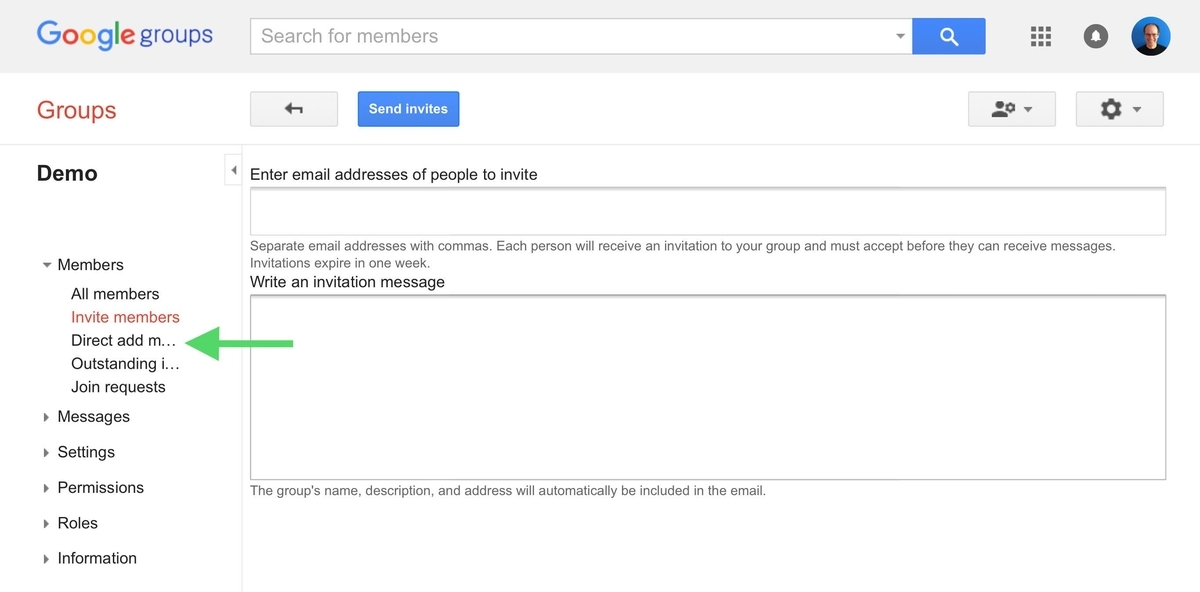 Google groups
Search for members
Groups
Send invites
Demo
Members
All members
Invite members
Direct add m...
Outstanding i...
Join requests
Messages
Settings
Permissions
Roles
Information
Enter email addresses of people to invite
Separate email addresses with commas. Each person will receive an invitation to your group and must accept before they can receive messages.
Invitations expire in one week.
Write an invitation message
The group's name, description, and address will automatically be included in the email.